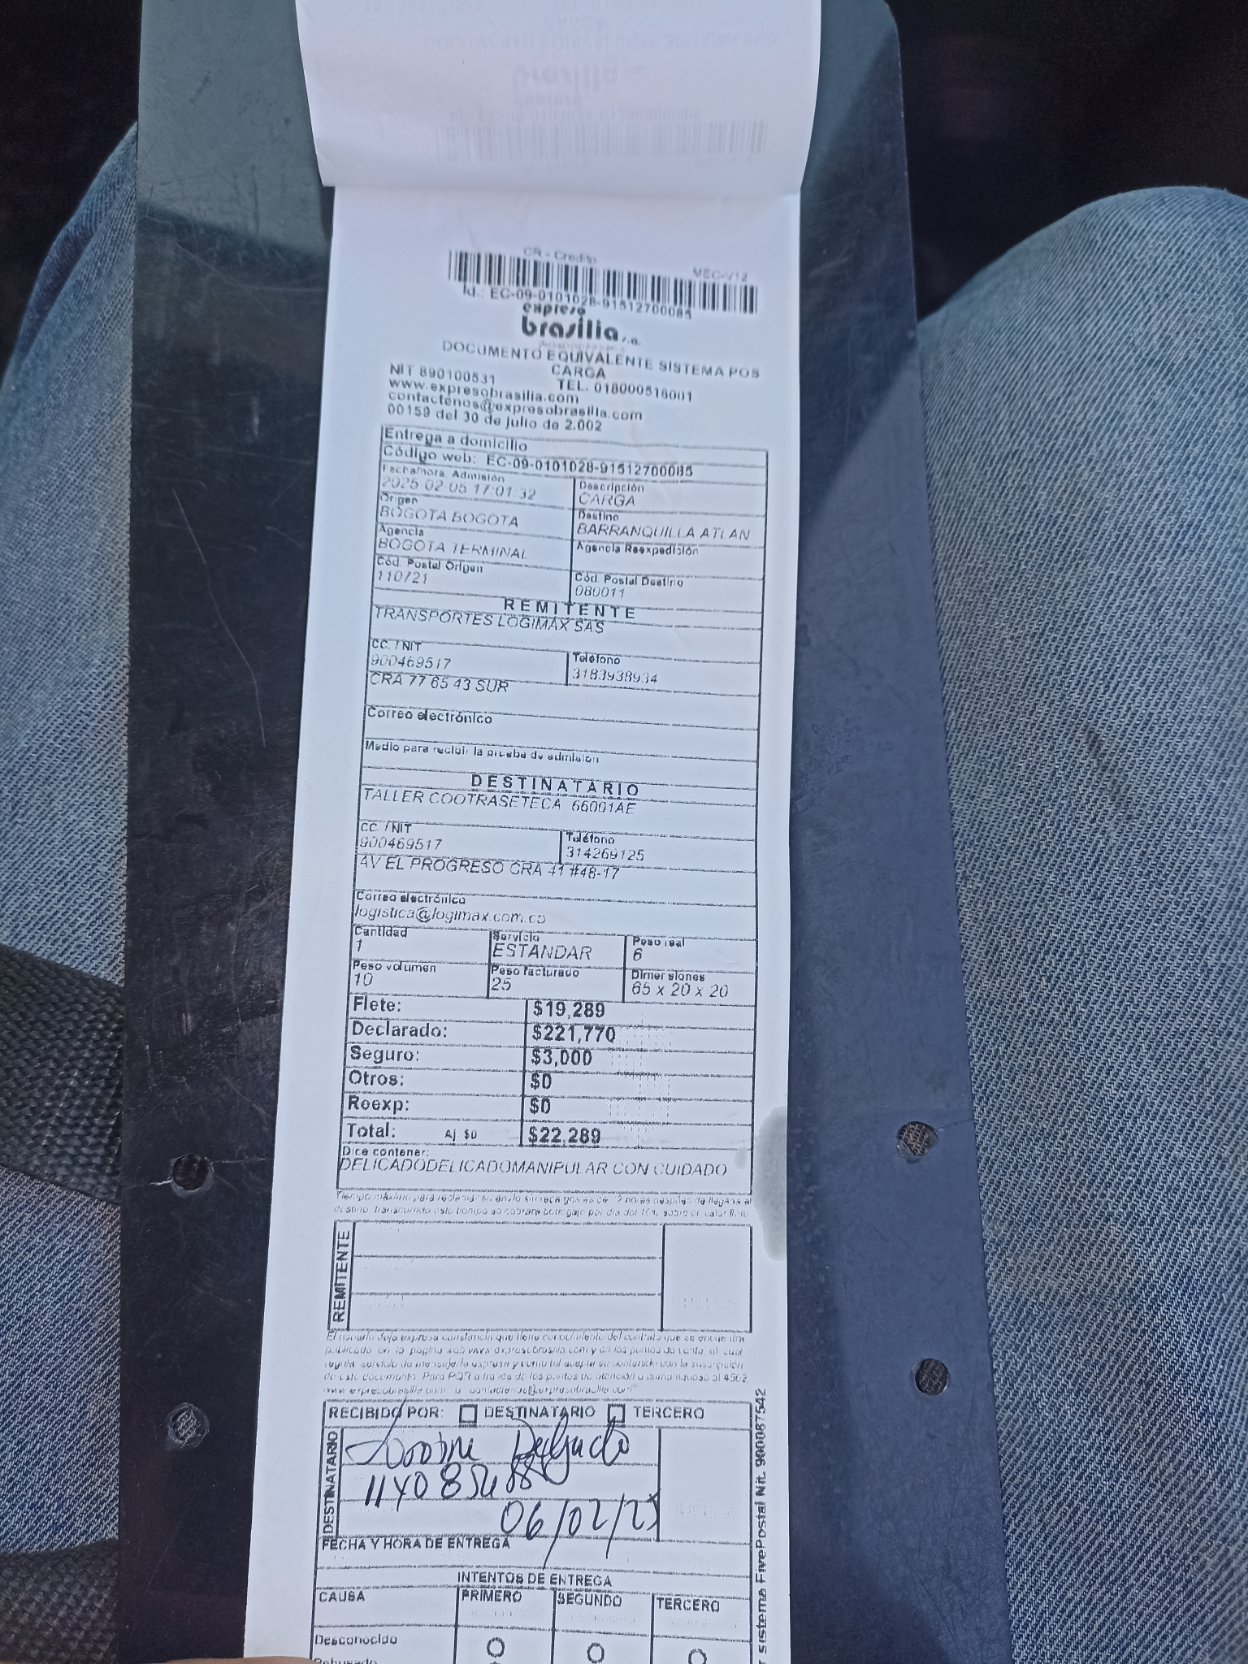 CR - Credito MEC-V12
Id.: EC-09-0101028-91512700085
expreso
brasilia s.a.
DOCUMENTO EQUIVALENTE SISTEMA POS
CARGA
NIT 890100531 TEL. 018000518001
www.expresobrasilia.com
contactenos@expresobrasilia.com
00159 del 30 de julio de 2.002
Entrega a domicilio
Código web: EC-09-0101028-91512700085
Fecha/hora Admisión Descripción
2025-02-05 17:01:32 CARGA
Origen Destino
BOGOTA BOGOTA BARRANQUILLA ATLAN
Agencia Agencia Reexpedición
BOGOTA TERMINAL
Cód. Postal Origen Cód. Postal Destino
110721 080011
REMITENTE
TRANSPORTES LOGIMAX SAS
CC. / NIT Teléfono
900469517 3183938934
CRA 77 65 43 SUR
Correo electrónico
Medio para recibir la prueba de admisión
DESTINATARIO
TALLER COOTRASETECA 66001AE
CC. / NIT Teléfono
900469517 314269125
AV EL PROGRESO CRA 41 #48-17
Correo electrónico
logistica@logimax.com.co
Cantidad Servicio Peso real
1 ESTANDAR 6
Peso volumen Peso facturado Dimensiones
10 25 65 x 20 x 20
Flete: $19,289
Declarado: $221,770
Seguro: $3,000
Otros: $0
Reexp: $0
Total: Aj $0 $22,289
Dice contener:
DELICADODELICADOMANIPULAR CON CUIDADO
REMITENTE
RECIBIDO POR: DESTINATARIO TERCERO
DESTINATARIO
Delgado
06/02/25
FECHA Y HORA DE ENTREGA
INTENTOS DE ENTREGA
CAUSA PRIMERO SEGUNDO TERCERO
Desconocido
Rehusado
sistema FivePostal Nit. 900087542